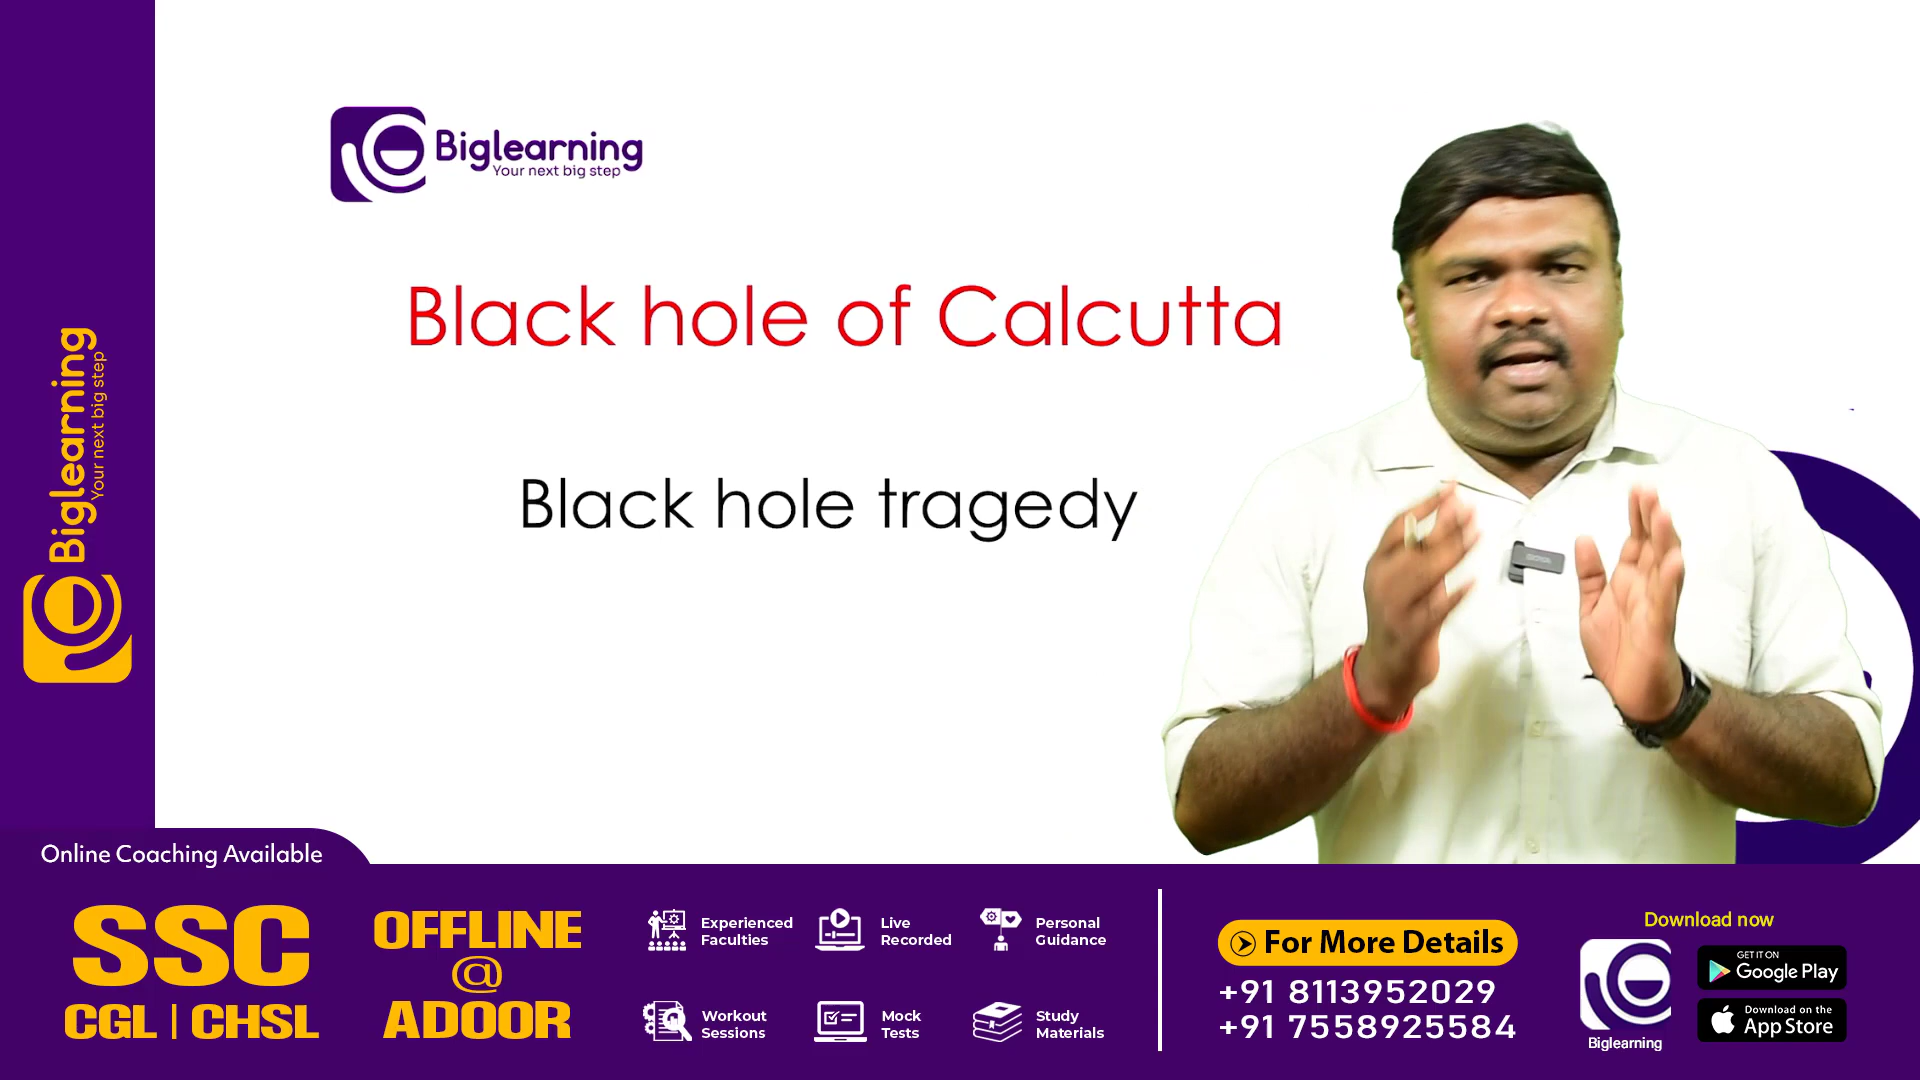 Biglearning
Your next big step
Black hole of Calcutta
Black hole tragedy
Biglearning
Your next big step
Online Coaching Available
SSC
CGL | CHSL
OFFLINE
@
ADOOR
Experienced
Faculties
Live
Recorded
Personal
Guidance
Workout
Sessions
Mock
Tests
Study
Materials
For More Details
+91 8113952029
+91 7558925584
Download now
Biglearning
GET IT ON
Google Play
Download on the
App Store